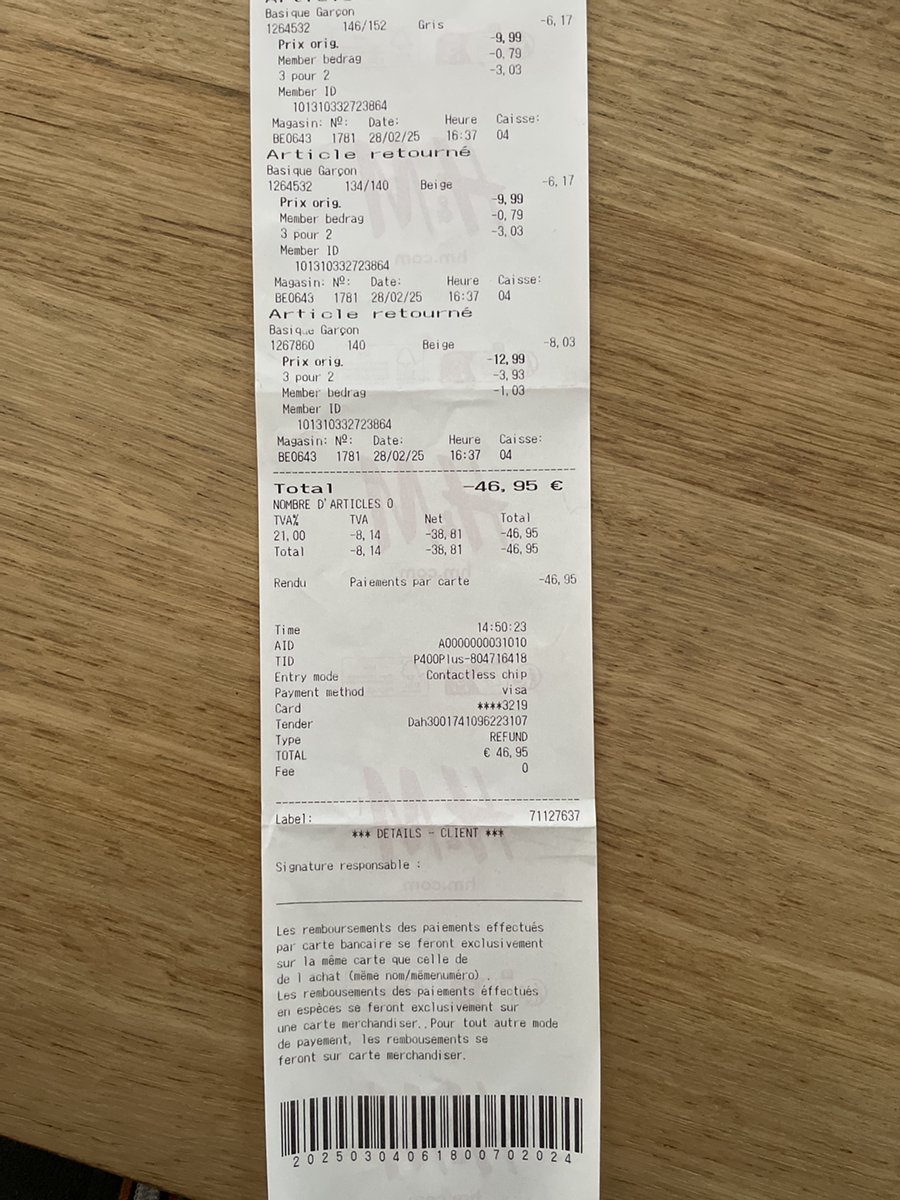 Basique Garçon -6,17
1264532 146/152 Gris
Prix orig. -9,99
Member bedrag -0,79
3 pour 2 -3,03
Member ID
101310332723864
Magasin: Nº: Date: Heure Caisse:
BE0643 1781 28/02/25 16:37 04
Article retourné
Basique Garçon
1264532 134/140 Beige -6,17
Prix orig. -9,99
Member bedrag -0,79
3 pour 2 -3,03
Member ID
101310332723864
Magasin: Nº: Date: Heure Caisse:
BE0643 1781 28/02/25 16:37 04
Article retourné
Basique Garçon
1267860 140 Beige -8,03
Prix orig. -12,99
3 pour 2 -3,93
Member bedrag -1,03
Member ID
101310332723864
Magasin: Nº: Date: Heure Caisse:
BE0643 1781 28/02/25 16:37 04
Total -46,95 €
NOMBRE D'ARTICLES 0
TVA% TVA Net Total
21,00 -8,14 -38,81 -46,95
Total -8,14 -38,81 -46,95
Rendu Paiements par carte -46,95
Time 14:50:23
AID A0000000031010
TID P400Plus-804716418
Entry mode Contactless chip
Payment method visa
Card ****3219
Tender Dah3001741096223107
Type REFUND
TOTAL € 46,95
Fee 0
Label: 71127637
*** DETAILS - CLIENT ***
Signature responsable :
Les remboursements des paiements effectués
par carte bancaire se feront exclusivement
sur la même carte que celle de
de l achat (même nom/mêmenuméro) .
Les rembousements des paiements éffectués
en espèces se feront exclusivement sur
une carte merchandiser..Pour tout autre mode
de payement, les rembousements se
feront sur carte merchandiser.
2025030406180070 2024